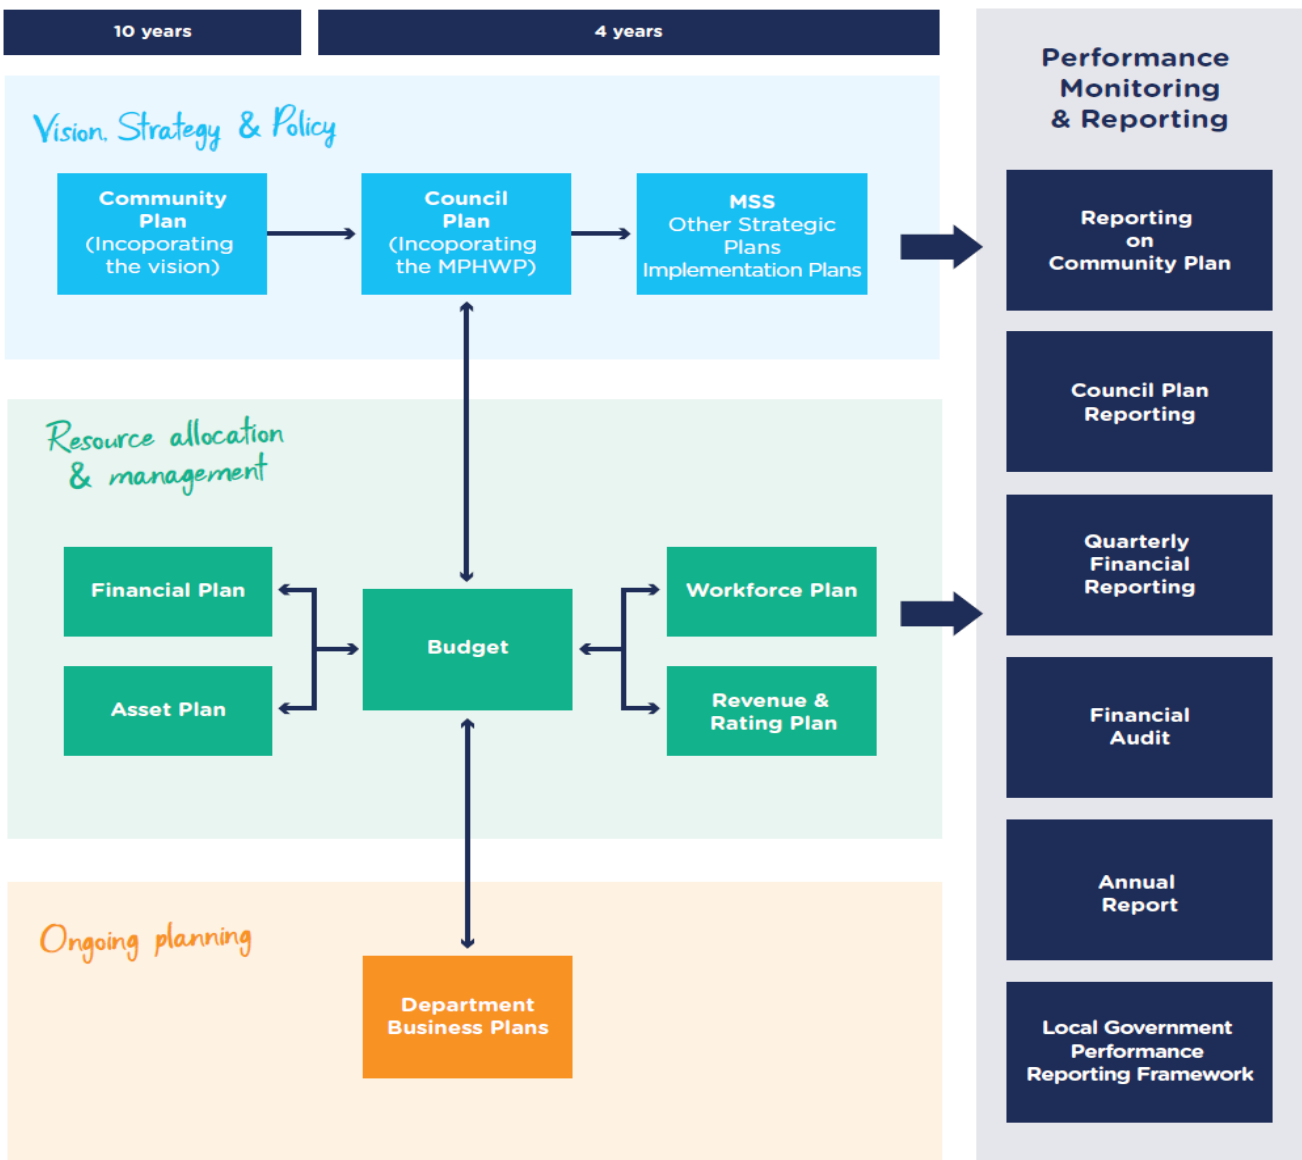 10 years
4 years
Performance
Monitoring
& Reporting
Vision, Strategy & Policy
Community
Plan
(Incoporating
the vision)
Council
Plan
(Incoporating
the MPHWP)
MSS
Other Strategic
Plans
Implementation Plans
Reporting
on
Community Plan
Council Plan
Reporting
Resource allocation
& management
Financial Plan
Asset Plan
Budget
Workforce Plan
Revenue &
Rating Plan
Quarterly
Financial
Reporting
Financial
Audit
Ongoing planning
Department
Business Plans
Annual
Report
Local Government
Performance
Reporting Framework